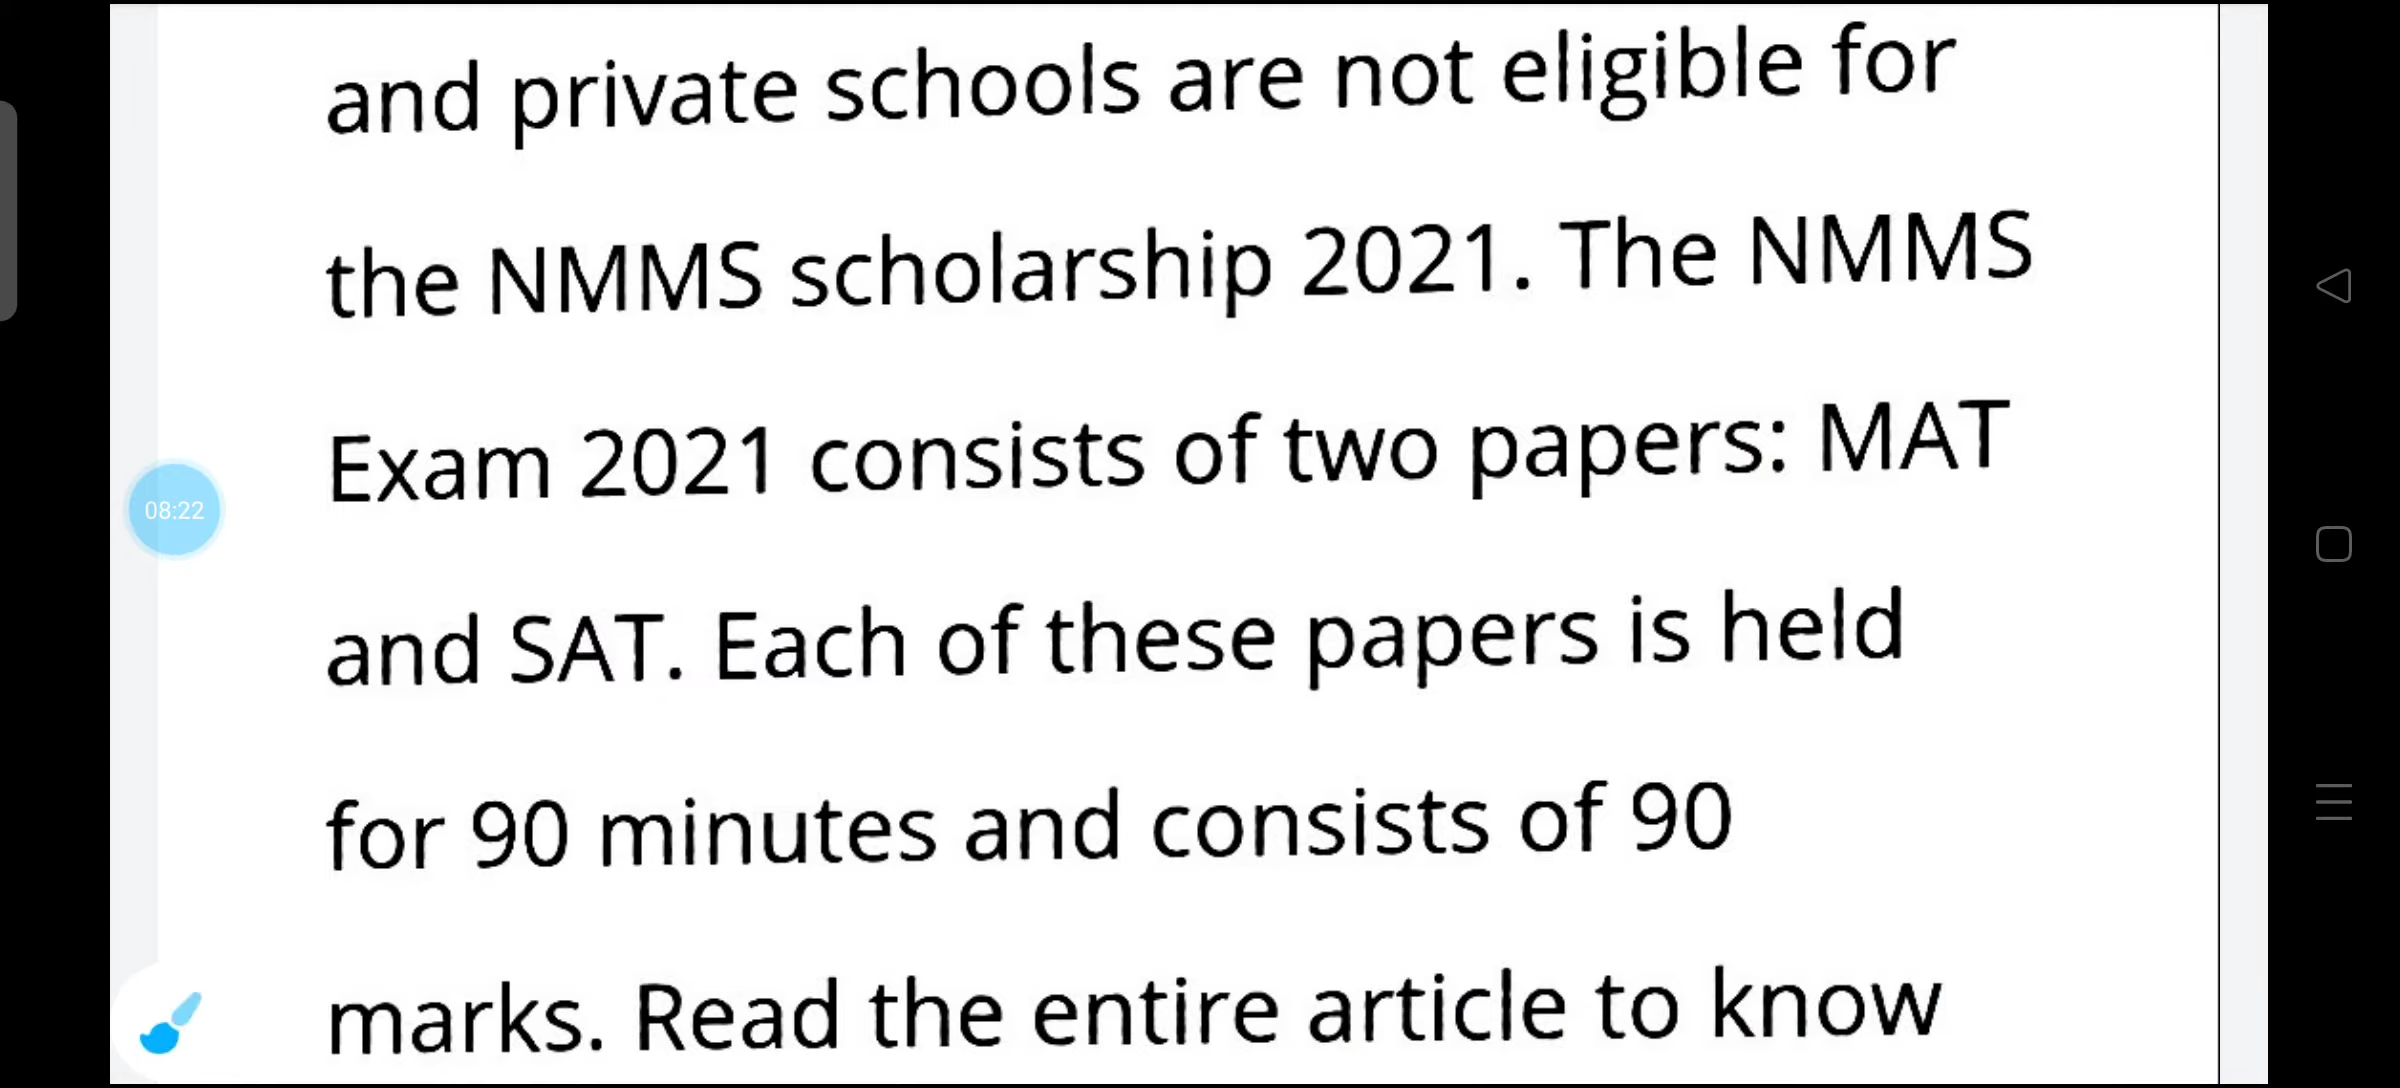 and private schools are not eligible for
the NMMS scholarship 2021. The NMMS
Exam 2021 consists of two papers: MAT
08:22
and SAT. Each of these papers is held
for 90 minutes and consists of 90
marks. Read the entire article to know